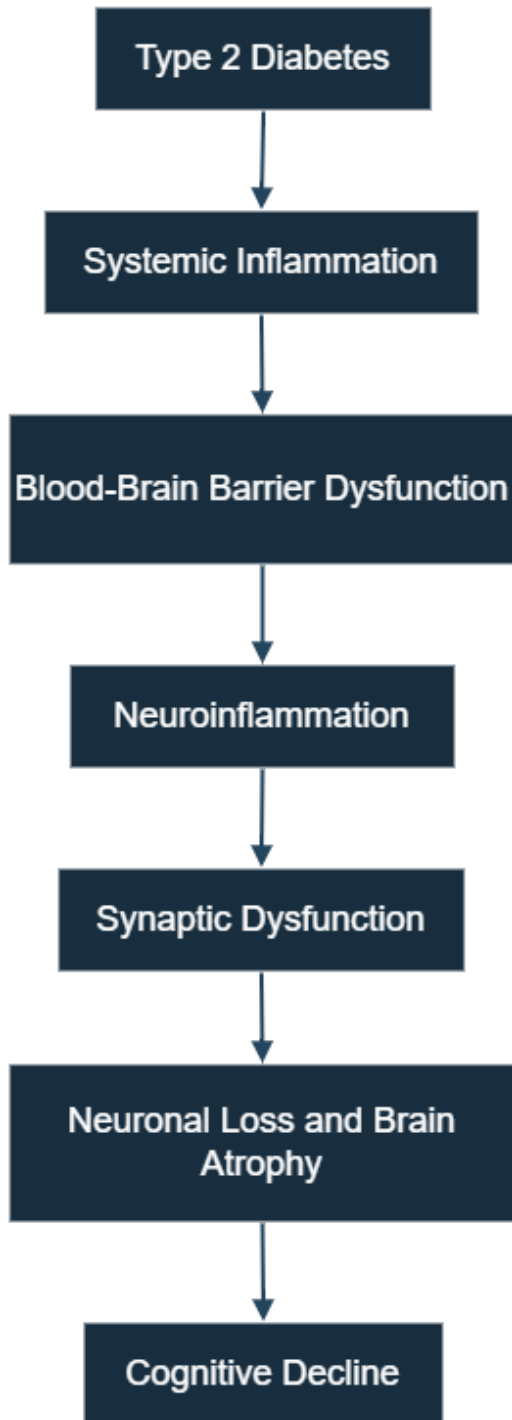 Type 2 Diabetes
Systemic Inflammation
Blood-Brain Barrier Dysfunction
Neuroinflammation
Synaptic Dysfunction
Neuronal Loss and Brain
Atrophy
Cognitive Decline